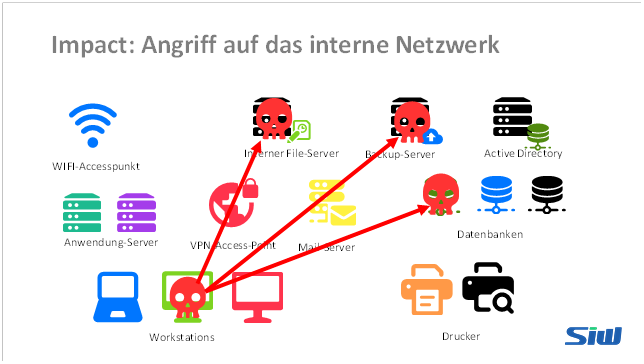 Impact: Angriff auf das interne Netzwerk
WIFI-Accesspunkt
Interner File-Server
Backup-Server
Active Directory
Anwendung-Server
VPN-Access-Point
Mail-Server
Datenbanken
Workstations
Drucker
SIW